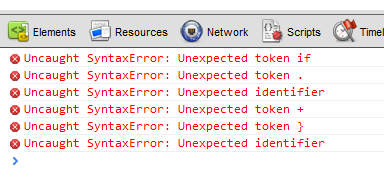 Elements Resources Network Scripts Timel
Uncaught SyntaxError: Unexpected token if
Uncaught SyntaxError: Unexpected token .
Uncaught SyntaxError: Unexpected identifier
Uncaught SyntaxError: Unexpected token +
Uncaught SyntaxError: Unexpected token }
Uncaught SyntaxError: Unexpected identifier
>